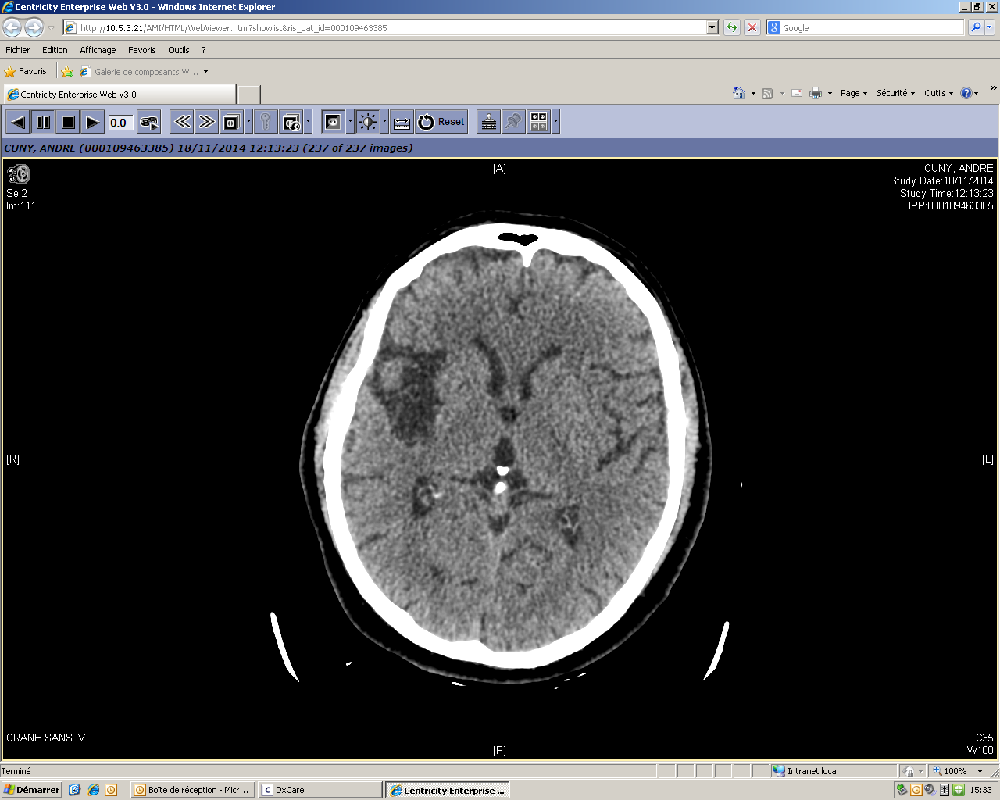 Centricity Enterprise Web V3.0 - Windows Internet Explorer
http://10.5.3.21/AMI/HTML/WebViewer.html?showlist&ris_pat_id=000109463385
Google
Fichier Edition Affichage Favoris Outils ?
Favoris Galerie de composants W...
Centricity Enterprise Web V3.0
Page Sécurité Outils
0.0 Reset
CUNY, ANDRE (000109463385) 18/11/2014 12:13:23 (237 of 237 images)
[A]
CUNY, ANDRE
Study Date:18/11/2014
Study Time:12:13:23
IPP:000109463385
Se:2
Im:111
[R]
[L]
CRANE SANS IV
[P]
C35
W100
Terminé
Intranet local
100%
Démarrer
Boîte de réception - Micr...
DxCare
Centricity Enterprise ...
15:33